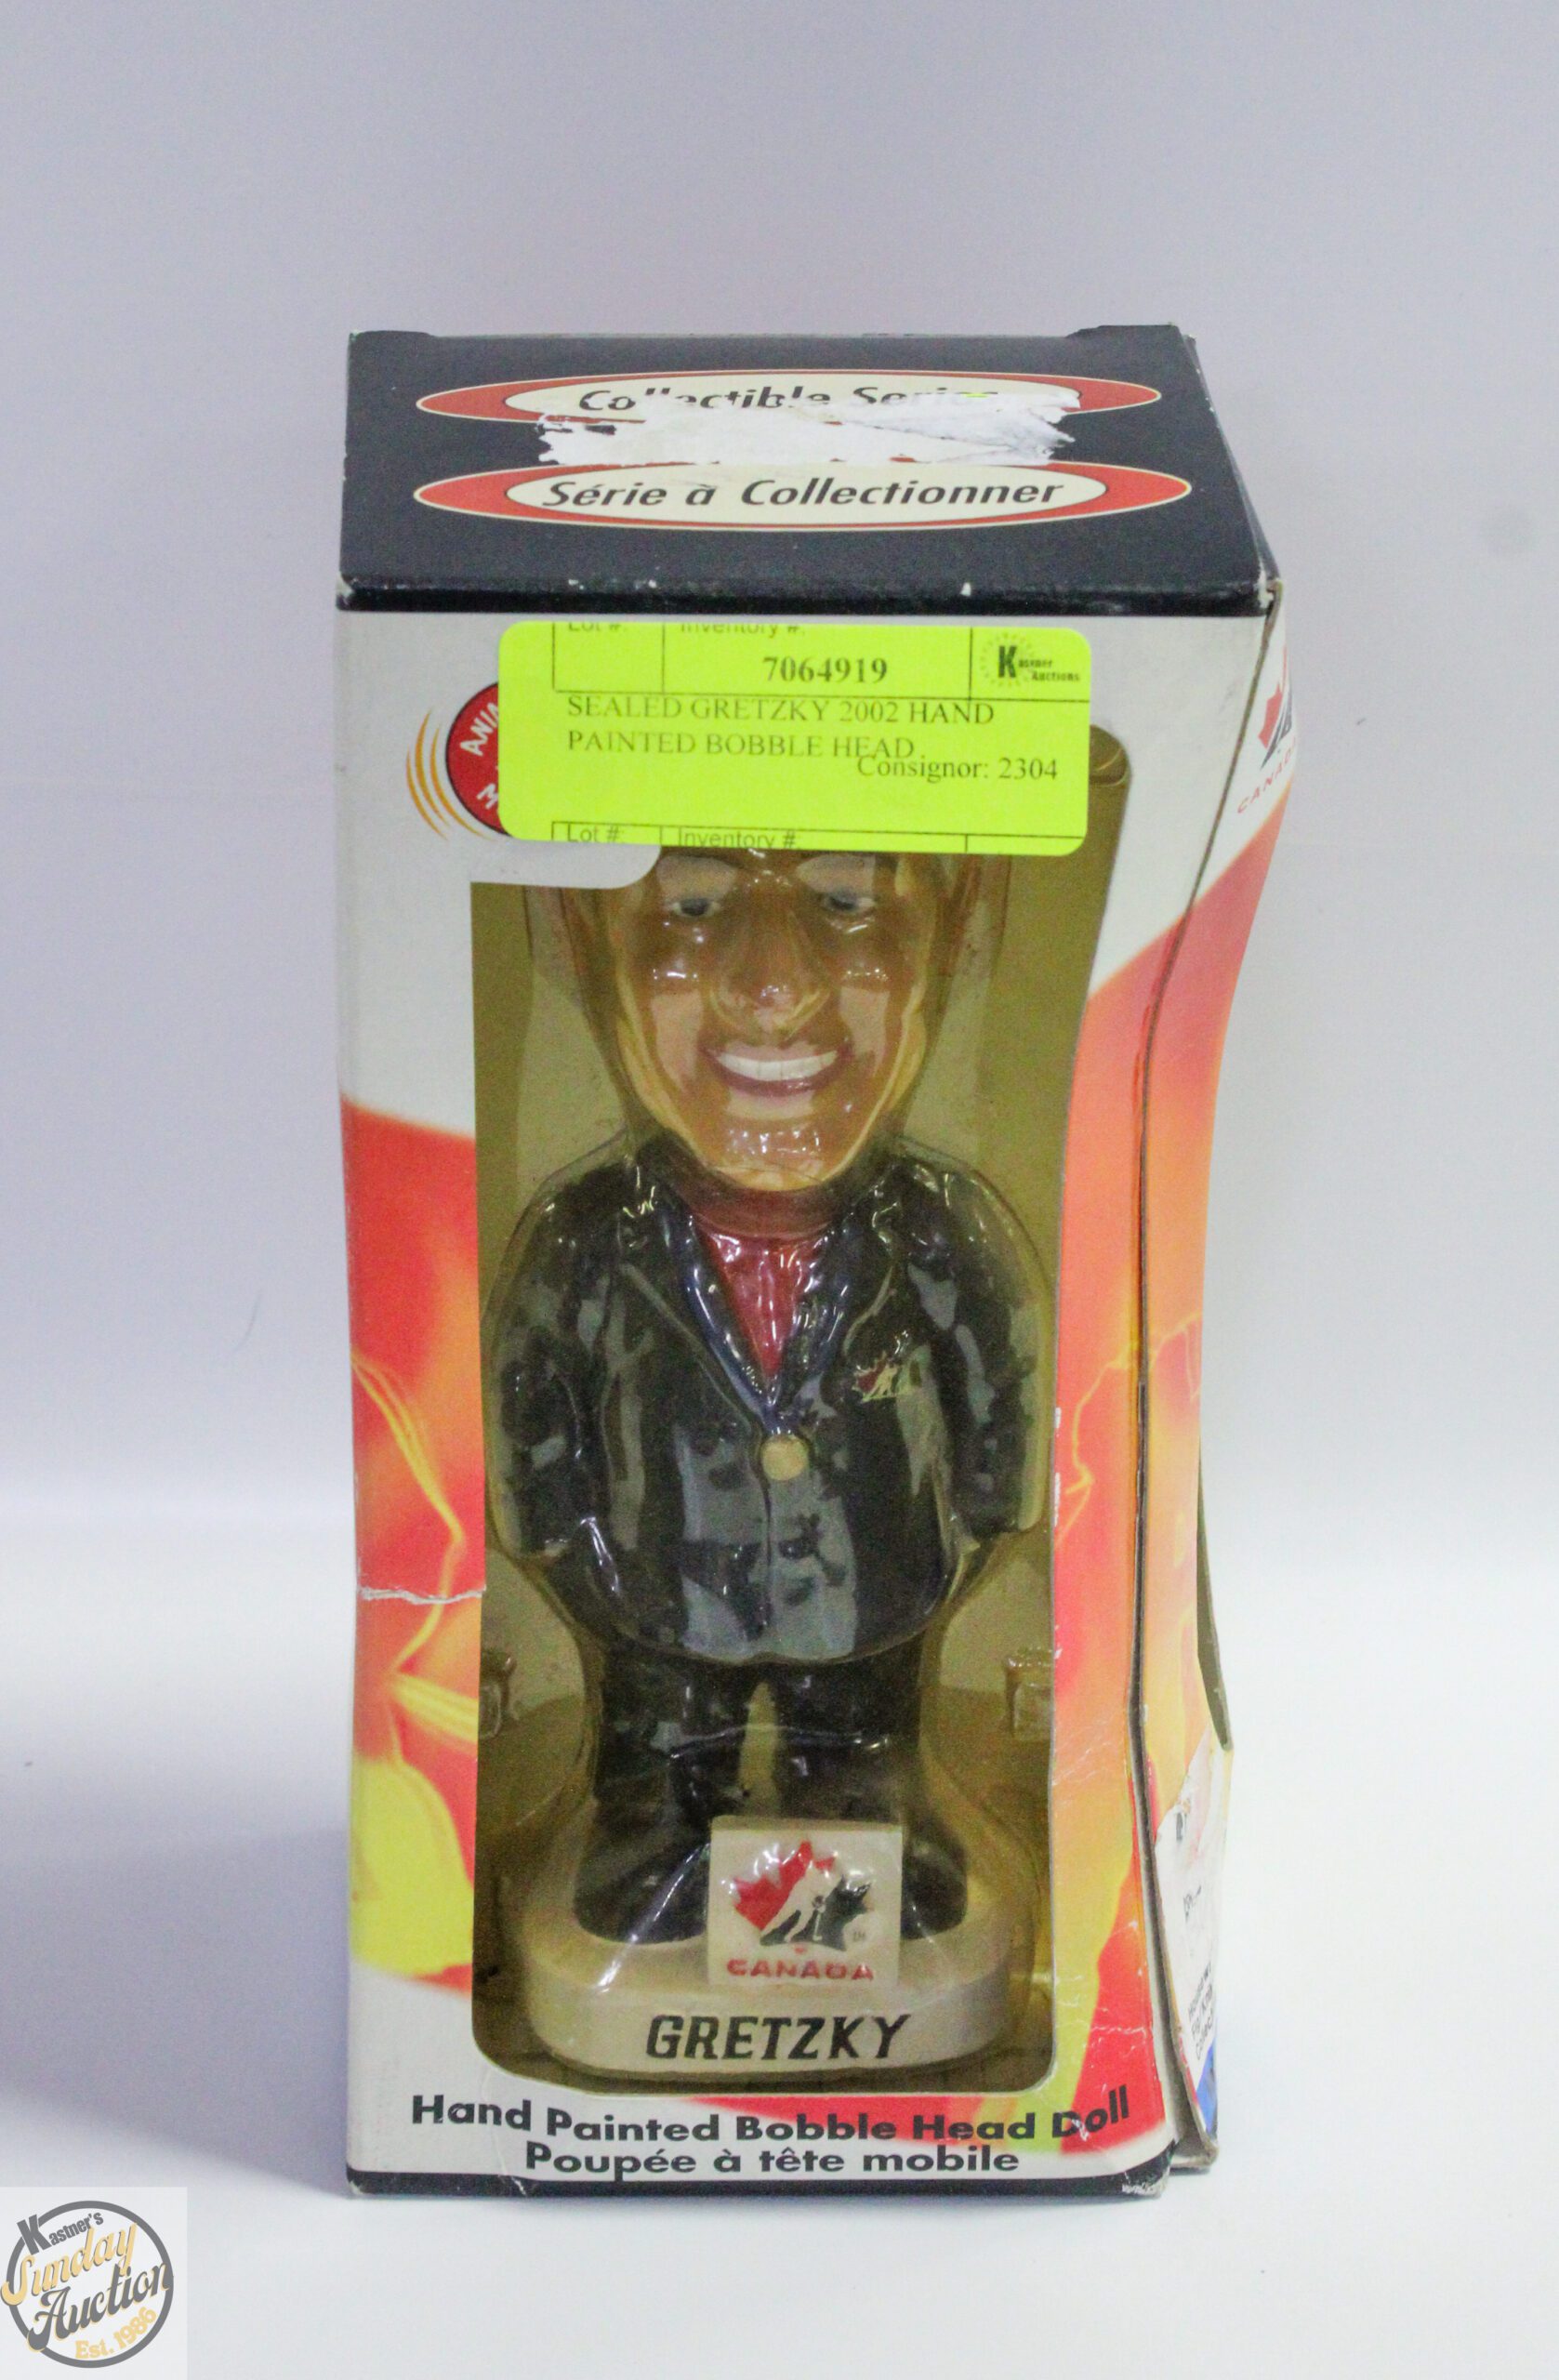 Collectible Series
Série à Collectionner
Lot #: Inventory #:
7064919
Kastner
Auctions
SEALED GRETZKY 2002 HAND
PAINTED BOBBLE HEAD
Consignor: 2304
Lot #: Inventory #:
CANADA
CANADA
GRETZKY
Hand Painted Bobble Head Doll
Poupée à tête mobile
Kastner's
Sunday
Auction
Est. 1986